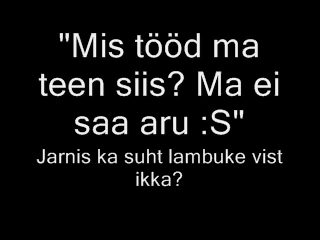 "Mis tööd ma
teen siis? Ma ei
saa aru :S"
Jarnis ka suht lambuke vist
ikka?